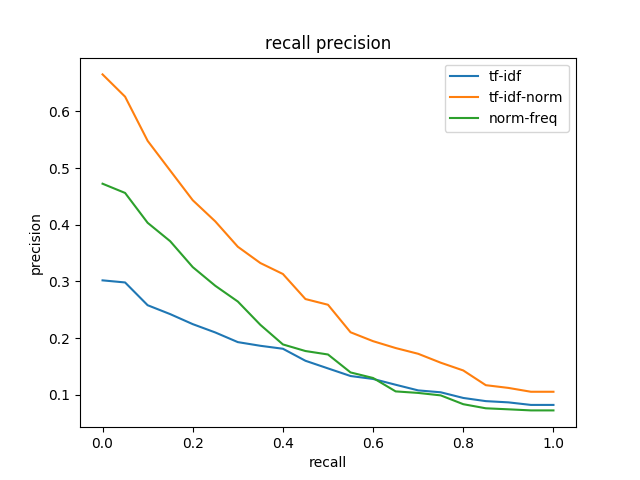 recall precision
tf-idf
tf-idf-norm
norm-freq
precision
0.6
0.5
0.4
0.3
0.2
0.1
0.0 0.2 0.4 0.6 0.8 1.0
recall